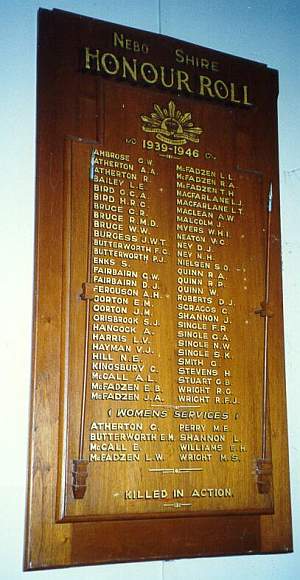 NEBO SHIRE
HONOUR ROLL
1939-1946
AMBROSE G.W.
ATHERTON A.A.
ATHERTON R.
BAILEY L.E.
BIRD G.C.A.
BIRD H.R.C.
BRUCE G.R.
BRUCE R.M.D.
BRUCE W.W.
BURGESS J.W.T.
BUTTERWORTH F.C.
BUTTERWORTH P.J.
ENKS S.
FAIRBAIRN C.W.
FAIRBAIRN D.J.
FERGUSON A.H.
GORTON E.M.
GORTON J.M.
GRISBROOK S.J.
HANCOCK A.
HARRIS L.V.
HAYMAN V.J.
HILL N.E.
KINGSBURY C.
McCALL A.L.
McFADZEN E.B.
McFADZEN J.A.
McFADZEN L.L.
McFADZEN R.A.
McFADZEN T.H.
MACFARLANE L.J.
MACFARLANE L.T.
MACLEAN A.W.
MALCOLM J.
MYERS W.H.I.
NEATON V.C.
NEY D.J.
NEY N.H.
NIELSEN S.O.
QUINN R.A.
QUINN R.P.
QUINN W.
ROBERTS D.J.
SCRAGGS C.
SHANNON J.
SINGLE F.R.
SINGLE G.A.
SINGLE N.W.
SINGLE S.K.
SMITH G.
STEVENS H.
STUART G.B.
WRIGHT R.G.
WRIGHT R.F.J.
WOMENS SERVICES
ATHERTON C.
BUTTERWORTH E.M.
McCALL E.
McFADZEN L.W.
PERRY M.E.
SHANNON L.
WILLIAMS E.H.
WRIGHT M.S.
KILLED IN ACTION.